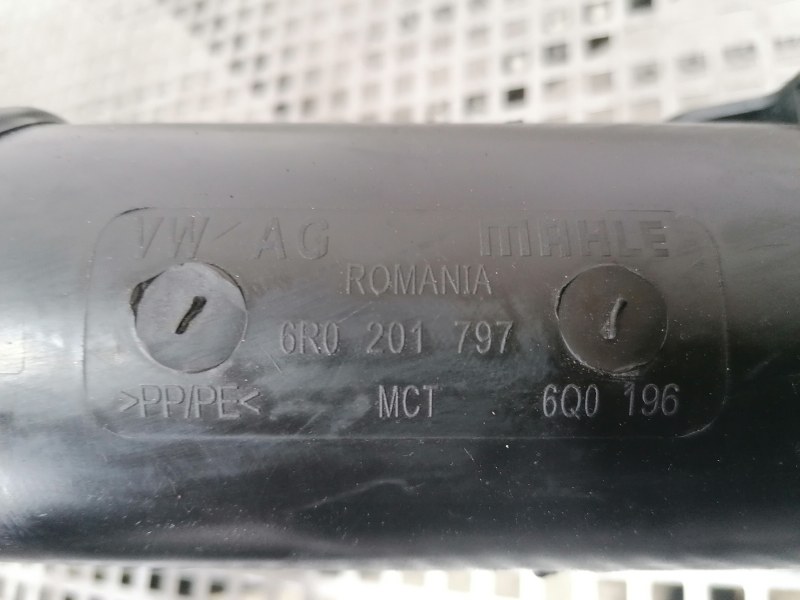 VW AG mAHLE
ROMANIA
6R0 201 797
>PP/PE< MCT 6Q0 196